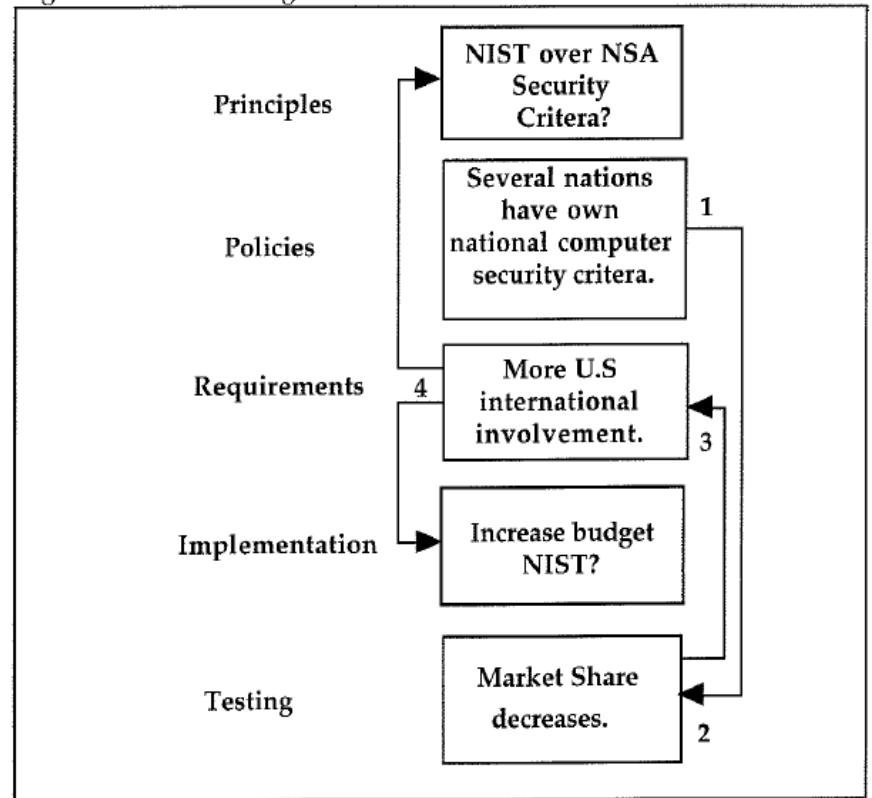 NIST over NSA
Security
Critera?
Principles
Several nations
have own
national computer
security critera.
1
Policies
More U.S
international
involvement.
Requirements
4
3
Increase budget
NIST?
Implementation
Market Share
decreases.
Testing
2